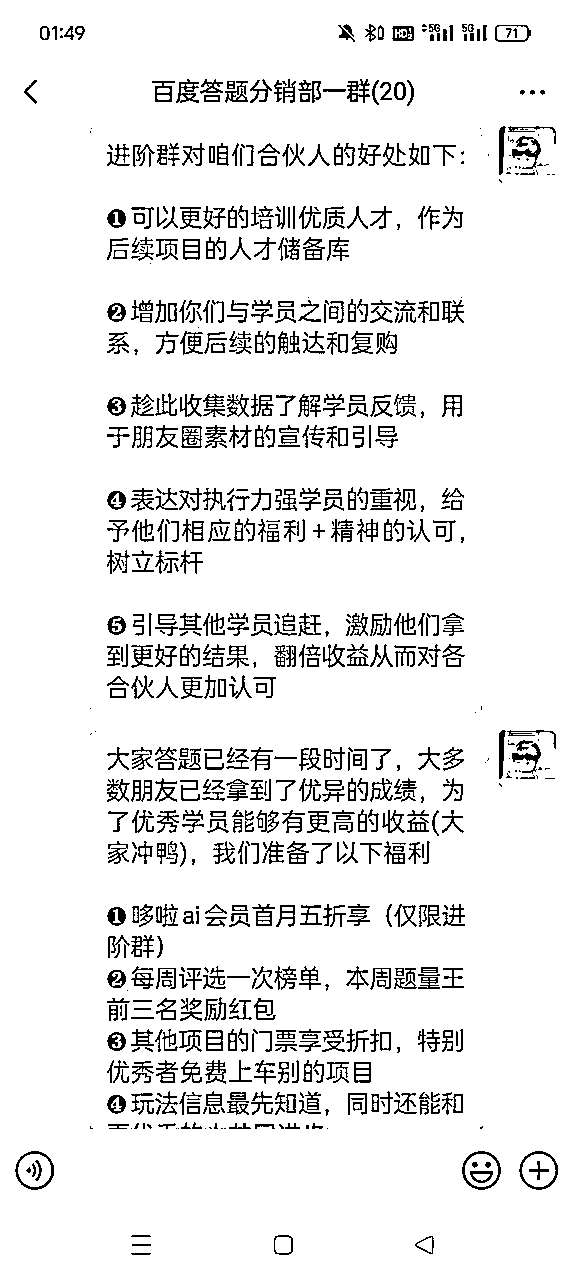 01:49
HD2 5G 5G 71
百度答题分销部一群(20)
进阶群对咱们合伙人的好处如下：
❶可以更好的培训优质人才，作为
后续项目的人才储备库
❷增加你们与学员之间的交流和联
系，方便后续的触达和复购
❸趁此收集数据了解学员反馈，用
于朋友圈素材的宣传和引导
❹表达对执行力强学员的重视，给
予他们相应的福利+精神的认可，
树立标杆
❺引导其他学员追赶，激励他们拿
到更好的结果，翻倍收益从而对各
合伙人更加认可
大家答题已经有一段时间了，大多
数朋友已经拿到了优异的成绩，为
了优秀学员能够有更高的收益(大
家冲鸭)，我们准备了以下福利
❶哆啦ai会员首月五折享（仅限进
阶群）
❷每周评选一次榜单，本周题量王
前三名奖励红包
❸其他项目的门票享受折扣，特别
优秀者免费上车别的项目
❹玩法信息最先知道，同时还能和